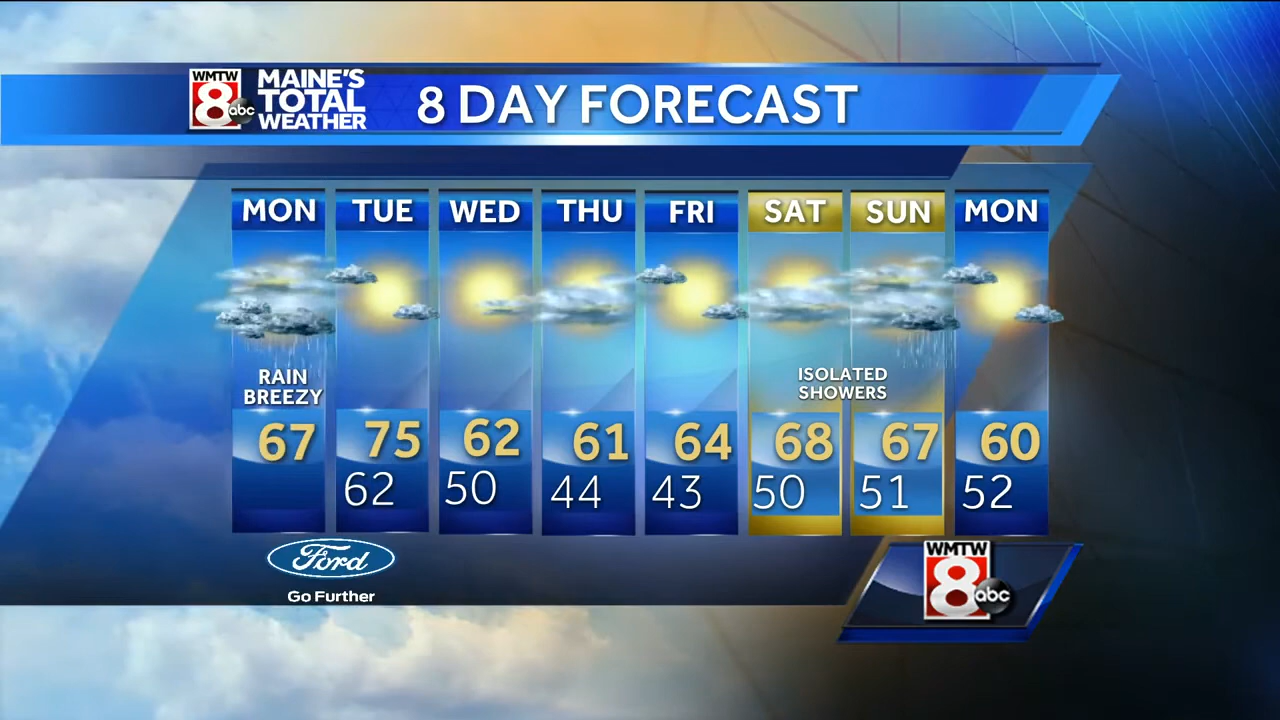 WMTW
8
abc
MAINE'S
TOTAL
WEATHER
8 DAY FORECAST
MON TUE WED THU FRI SAT SUN MON
RAIN
BREEZY
ISOLATED
SHOWERS
67 75 62 61 64 68 67 60
62 50 44 43 50 51 52
Ford
Go Further
WMTW
8
abc